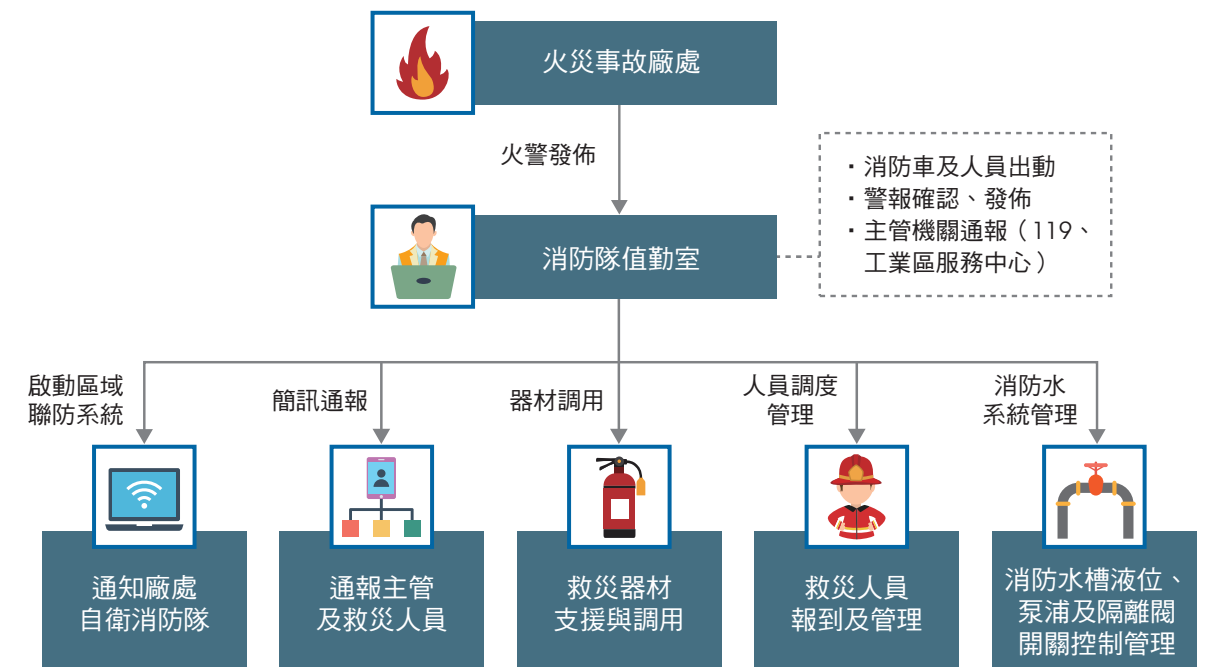 火災事故廠處
火警發佈
・消防車及人員出動
・警報確認、發佈
・主管機關通報（119、
工業區服務中心）
消防隊值勤室
啟動區域
聯防系統
簡訊通報
器材調用
人員調度
管理
消防水
系統管理
通知廠處
自衛消防隊
通報主管
及救災人員
救災器材
支援與調用
救災人員
報到及管理
消防水槽液位、
泵浦及隔離閥
開關控制管理